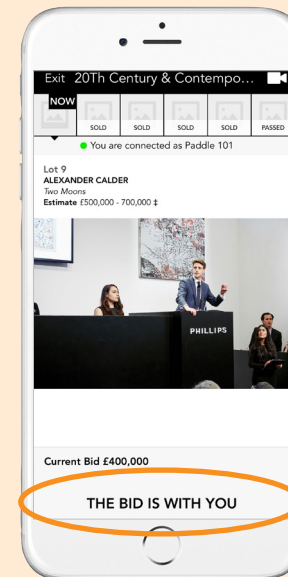 Exit 20Th Century & Contempo...
NOW
SOLD SOLD SOLD SOLD PASSED
You are connected as Paddle 101
Lot 9
ALEXANDER CALDER
Two Moons
Estimate £500,000 - 700,000 ‡
PHILLIPS
Current Bid £400,000
THE BID IS WITH YOU